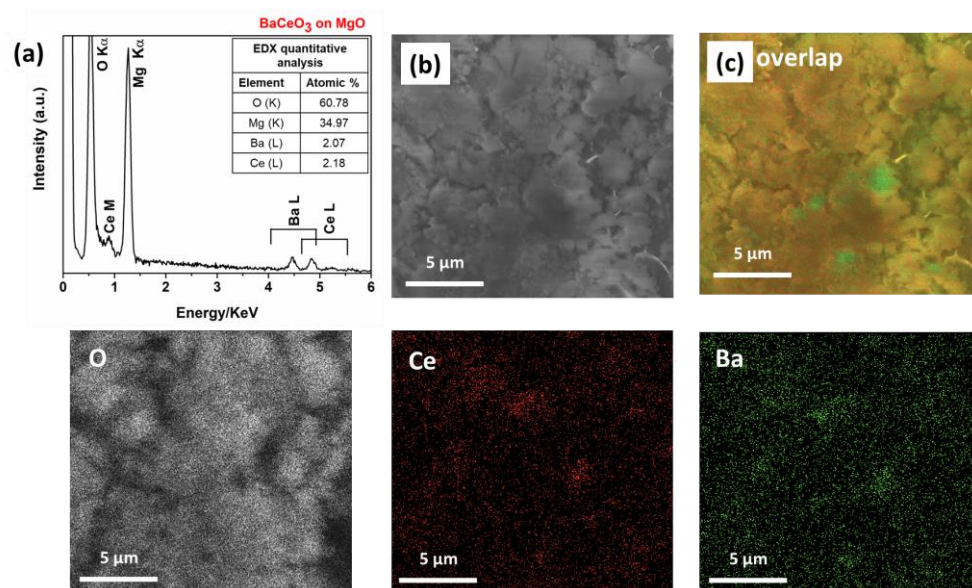 BaCeO₃ on MgO
(a)
O Kα
Ce M
Mg Kα
Ba L
Ce L
EDX quantitative
analysis
Element Atomic %
O (K) 60.78
Mg (K) 34.97
Ba (L) 2.07
Ce (L) 2.18
Intensity (a.u.)
0 1 2 3 4 5 6
Energy/KeV
(b)
5 μm
(c) overlap
5 μm
O
5 μm
Ce
5 μm
Ba
5 μm